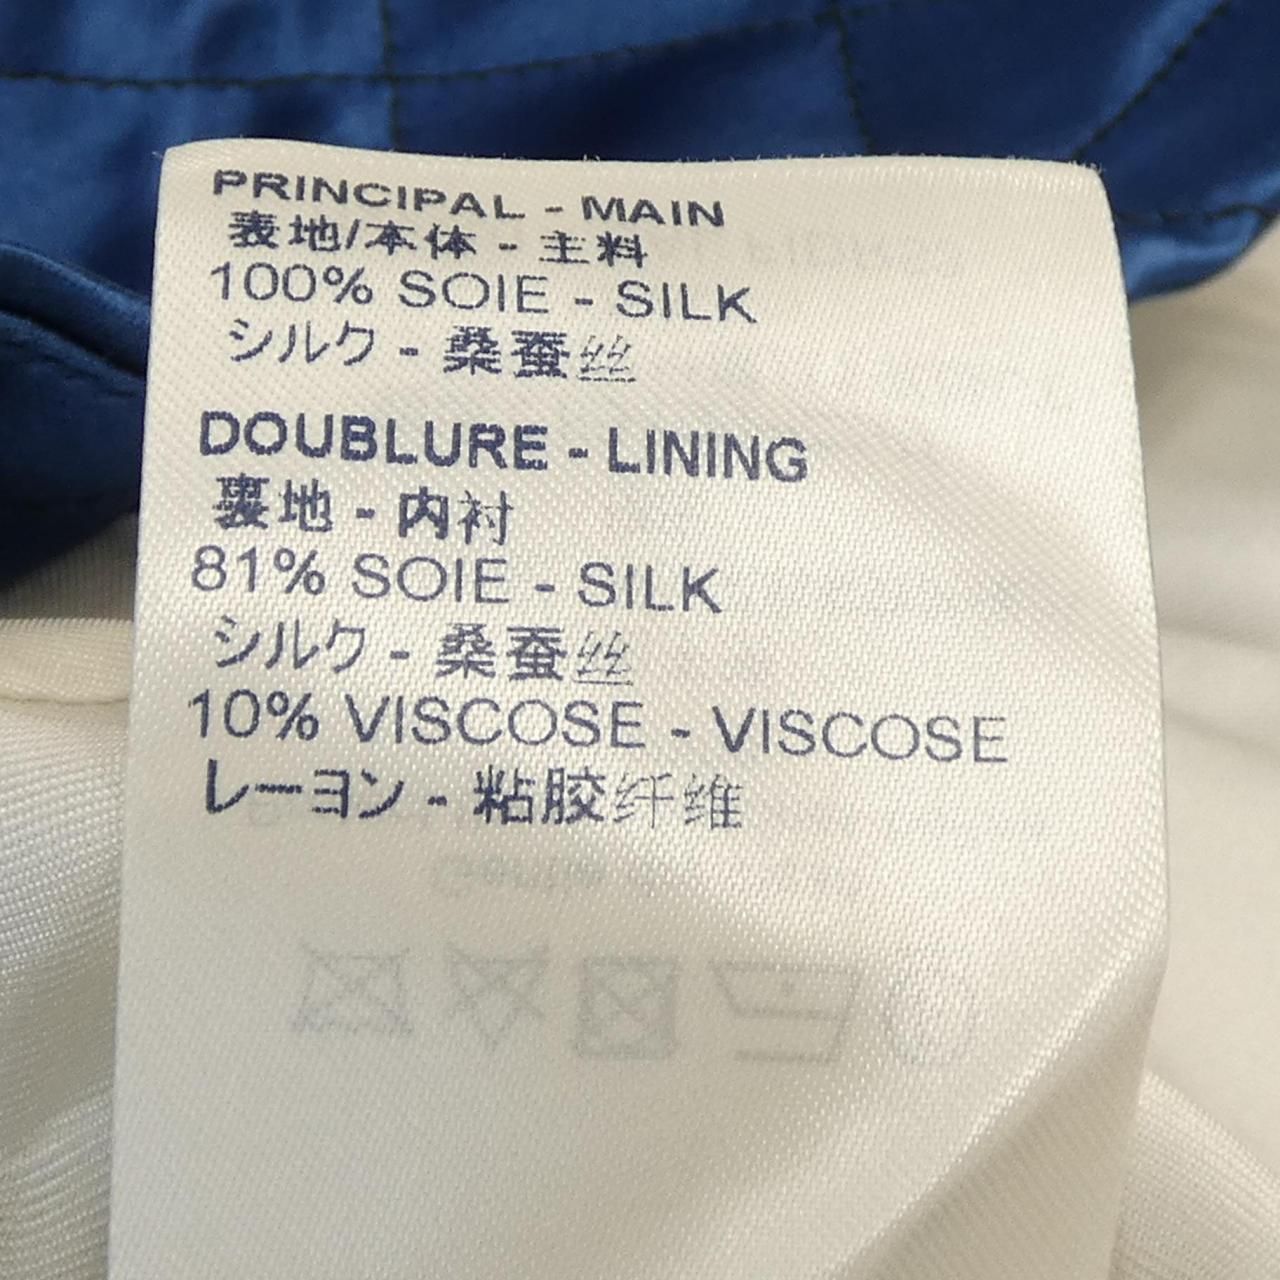 PRINCIPAL - MAIN
表地/本体 - 主料
100% SOIE - SILK
シルク - 桑蚕丝
DOUBLURE - LINING
裏地 - 内衬
81% SOIE - SILK
シルク - 桑蚕丝
10% VISCOSE - VISCOSE
レーヨン - 粘胶纤维